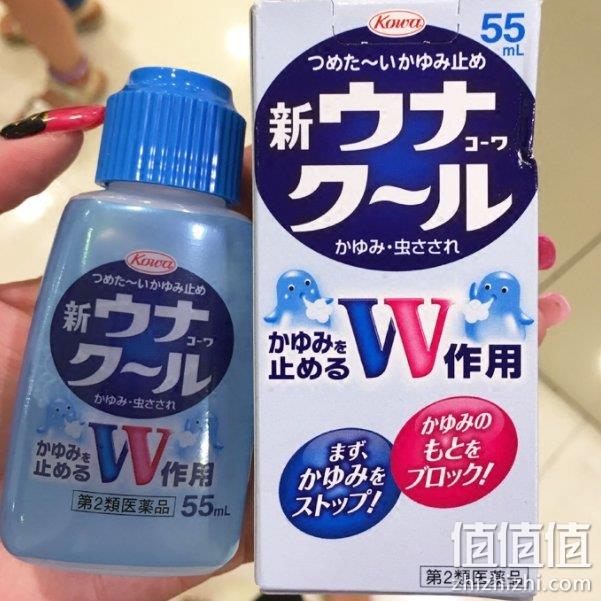 Kowa
つめた～いかゆみ止め
新ウナ
コーワ
ク～ル
かゆみ・虫さされ
かゆみを
止める
W作用
第2類医薬品
55mL
Kowa
55
mL
つめた～いかゆみ止め
新ウナ
コーワ
ク～ル
かゆみ・虫さされ
かゆみを
止める
W作用
まず、
かゆみを
ストップ！
かゆみの
もとを
ブロック！
第2類医薬品
值值值
zhizhizhi.com